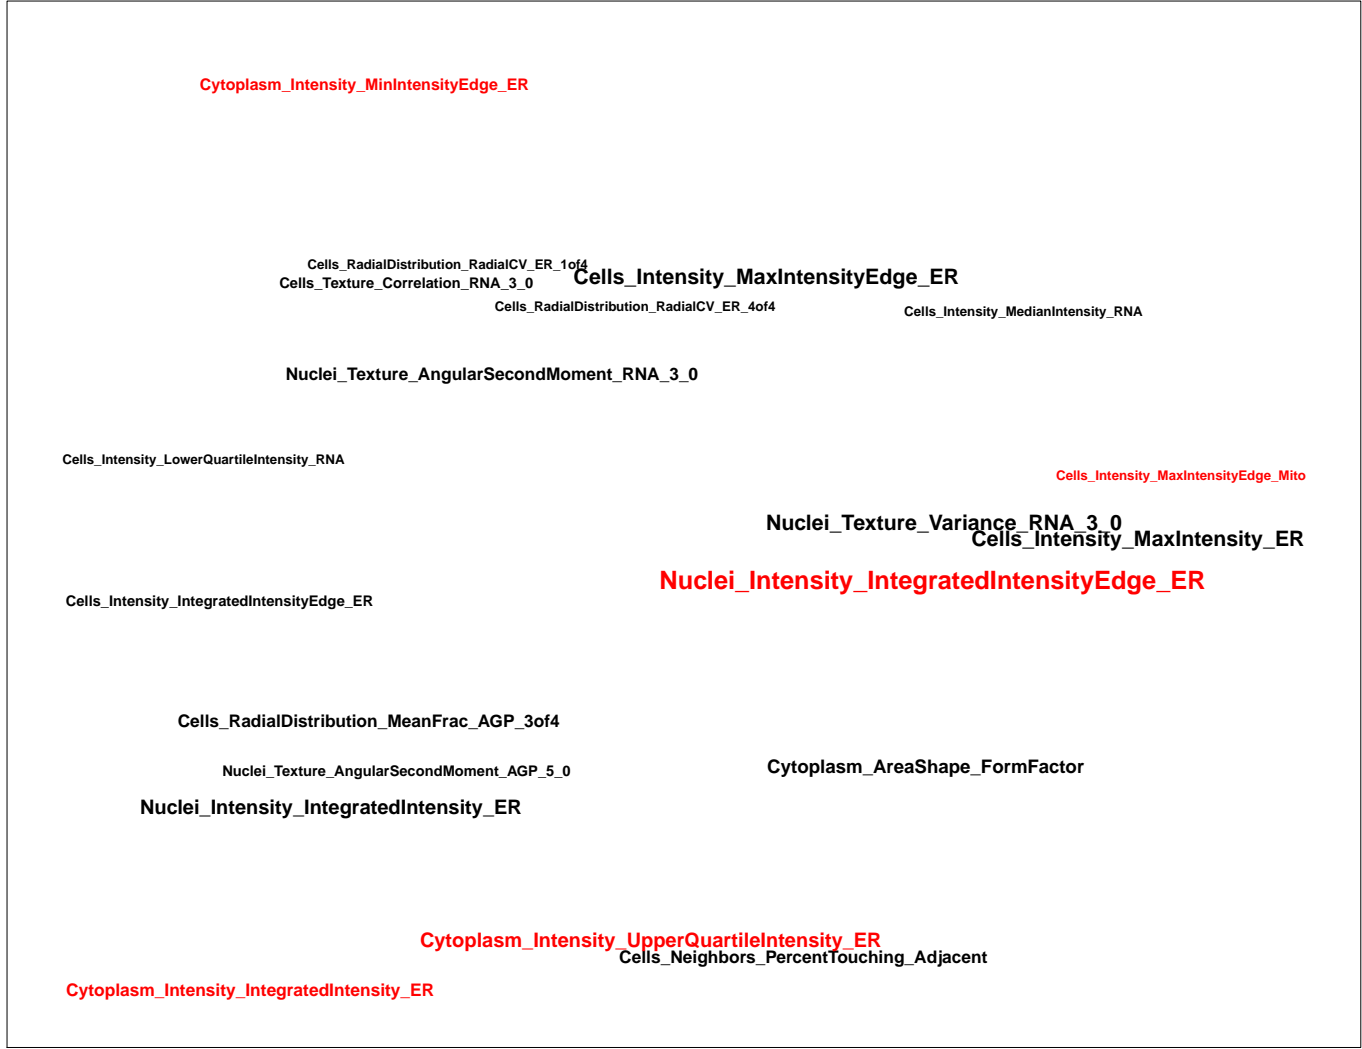 Cytoplasm_Intensity_MinIntensityEdge_ER
Cells_RadialDistribution_RadialCV_ER_1of4
Cells_Intensity_MaxIntensityEdge_ER
Cells_Texture_Correlation_RNA_3_0
Cells_RadialDistribution_RadialCV_ER_4of4
Cells_Intensity_MedianIntensity_RNA
Nuclei_Texture_AngularSecondMoment_RNA_3_0
Cells_Intensity_LowerQuartileIntensity_RNA
Cells_Intensity_MaxIntensityEdge_Mito
Nuclei_Texture_Variance_RNA_3_0
Cells_Intensity_MaxIntensity_ER
Nuclei_Intensity_IntegratedIntensityEdge_ER
Cells_Intensity_IntegratedIntensityEdge_ER
Cells_RadialDistribution_MeanFrac_AGP_3of4
Cytoplasm_AreaShape_FormFactor
Nuclei_Texture_AngularSecondMoment_AGP_5_0
Nuclei_Intensity_IntegratedIntensity_ER
Cytoplasm_Intensity_UpperQuartileIntensity_ER
Cells_Neighbors_PercentTouching_Adjacent
Cytoplasm_Intensity_IntegratedIntensity_ER